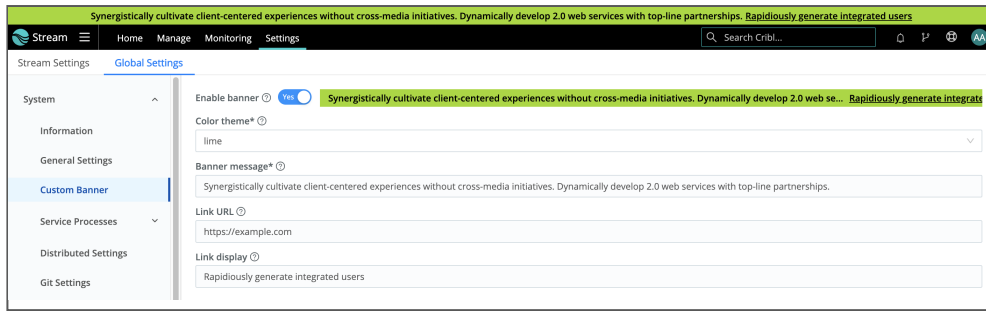 Synergistically cultivate client-centered experiences without cross-media initiatives. Dynamically develop 2.0 web services with top-line partnerships. Rapidiously generate integrated users
Stream Home Manage Monitoring Settings Search Cribl... AA
Stream Settings Global Settings
System
Information
General Settings
Custom Banner
Service Processes
Distributed Settings
Git Settings
Enable banner Yes Synergistically cultivate client-centered experiences without cross-media initiatives. Dynamically develop 2.0 web se... Rapidiously generate integrate
Color theme*
lime
Banner message*
Synergistically cultivate client-centered experiences without cross-media initiatives. Dynamically develop 2.0 web services with top-line partnerships.
Link URL
https://example.com
Link display
Rapidiously generate integrated users